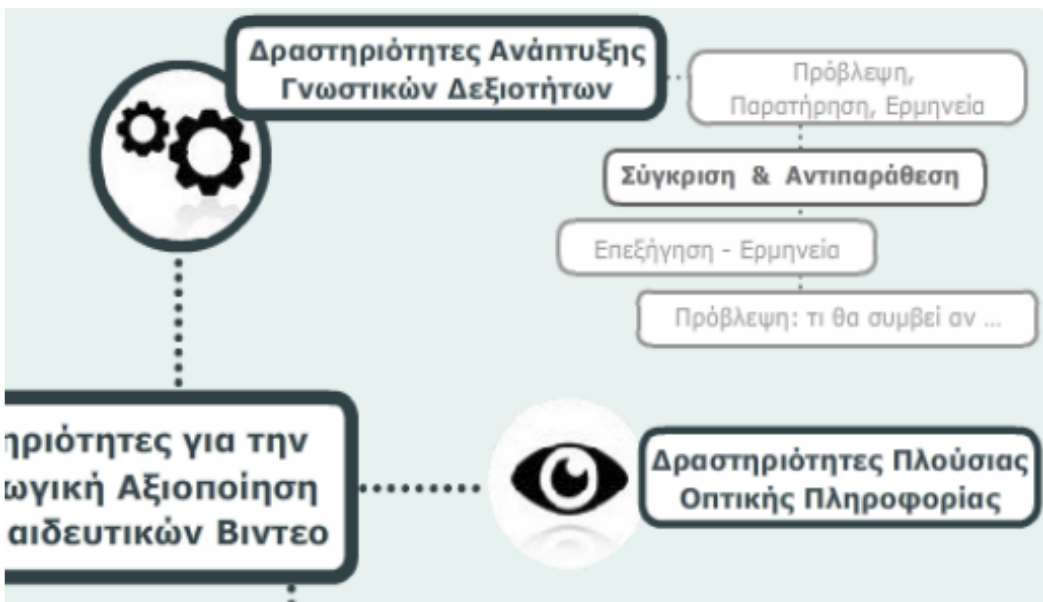 Δραστηριότητες Ανάπτυξης
Γνωστικών Δεξιοτήτων
Πρόβλεψη,
Παρατήρηση, Ερμηνεία
Σύγκριση & Αντιπαράθεση
Επεξήγηση - Ερμηνεία
Πρόβλεψη: τι θα συμβεί αν ...
ηριότητες για την
ωγική Αξιοποίηση
αιδευτικών Βιντεο
Δραστηριότητες Πλούσιας
Οπτικής Πληροφορίας